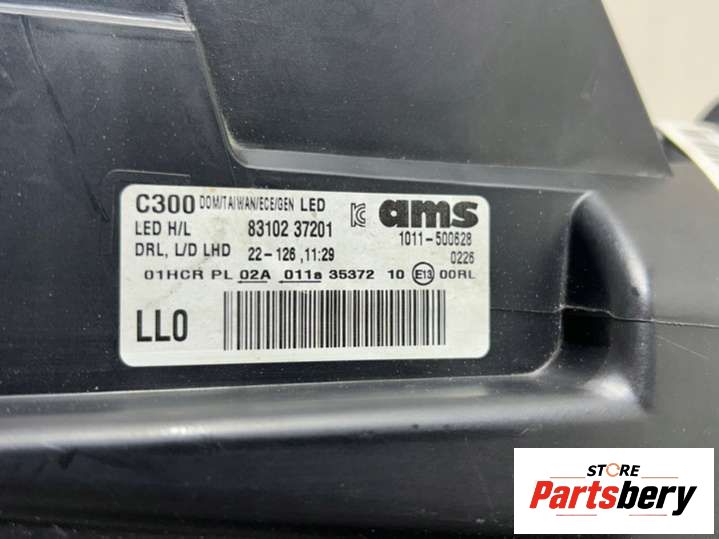 C300 DOM/TAIWAN/ECE/GEN LED
LED H/L 83102 37201
DRL, L/D LHD 22-126 ,11:29
ams
1011-500628
0226
01HCR PL 02A 011a 35372 10 E13 00RL
LL0
STORE
Partsbery